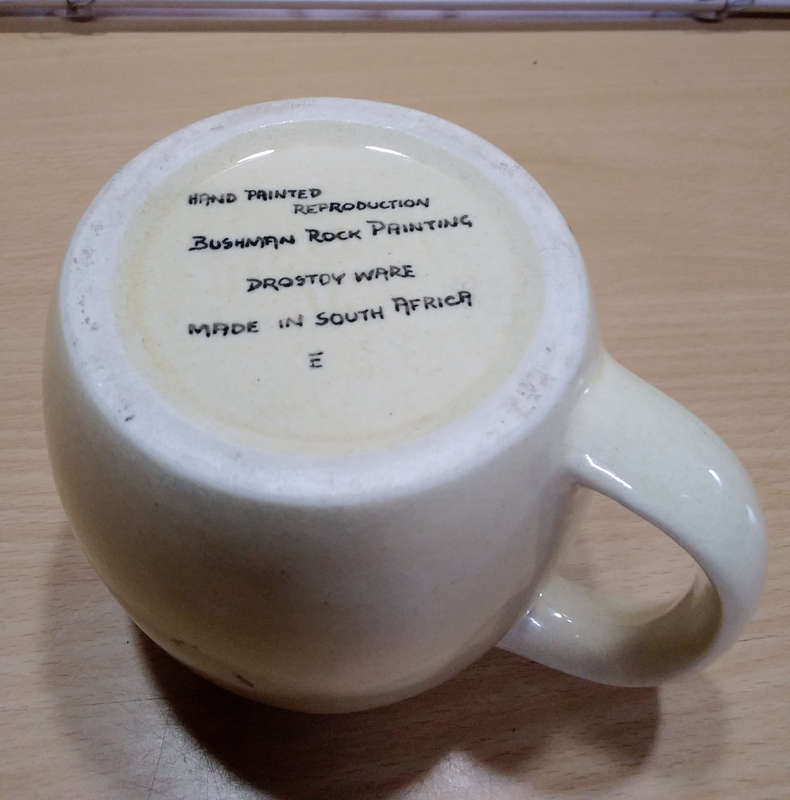 HAND PAINTED
REPRODUCTION
BUSHMAN ROCK PAINTING
DROSTDY WARE
MADE IN SOUTH AFRICA
E